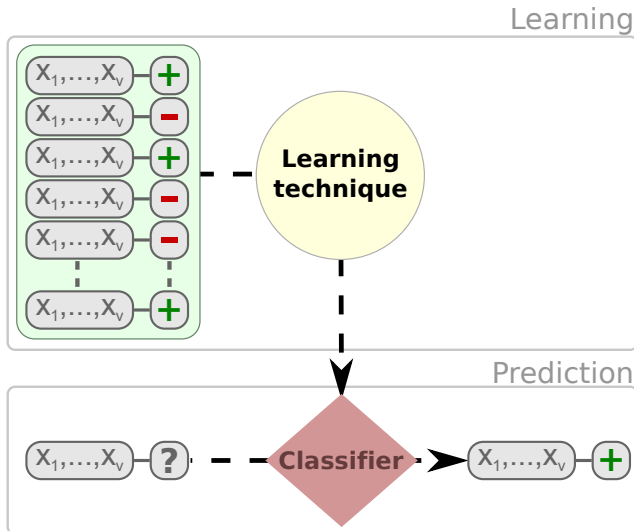 Learning
X₁,...,Xᵥ +
X₁,...,Xᵥ -
X₁,...,Xᵥ +
X₁,...,Xᵥ -
X₁,...,Xᵥ -
X₁,...,Xᵥ +
Learning
technique
Prediction
X₁,...,Xᵥ ?
Classifier
X₁,...,Xᵥ +